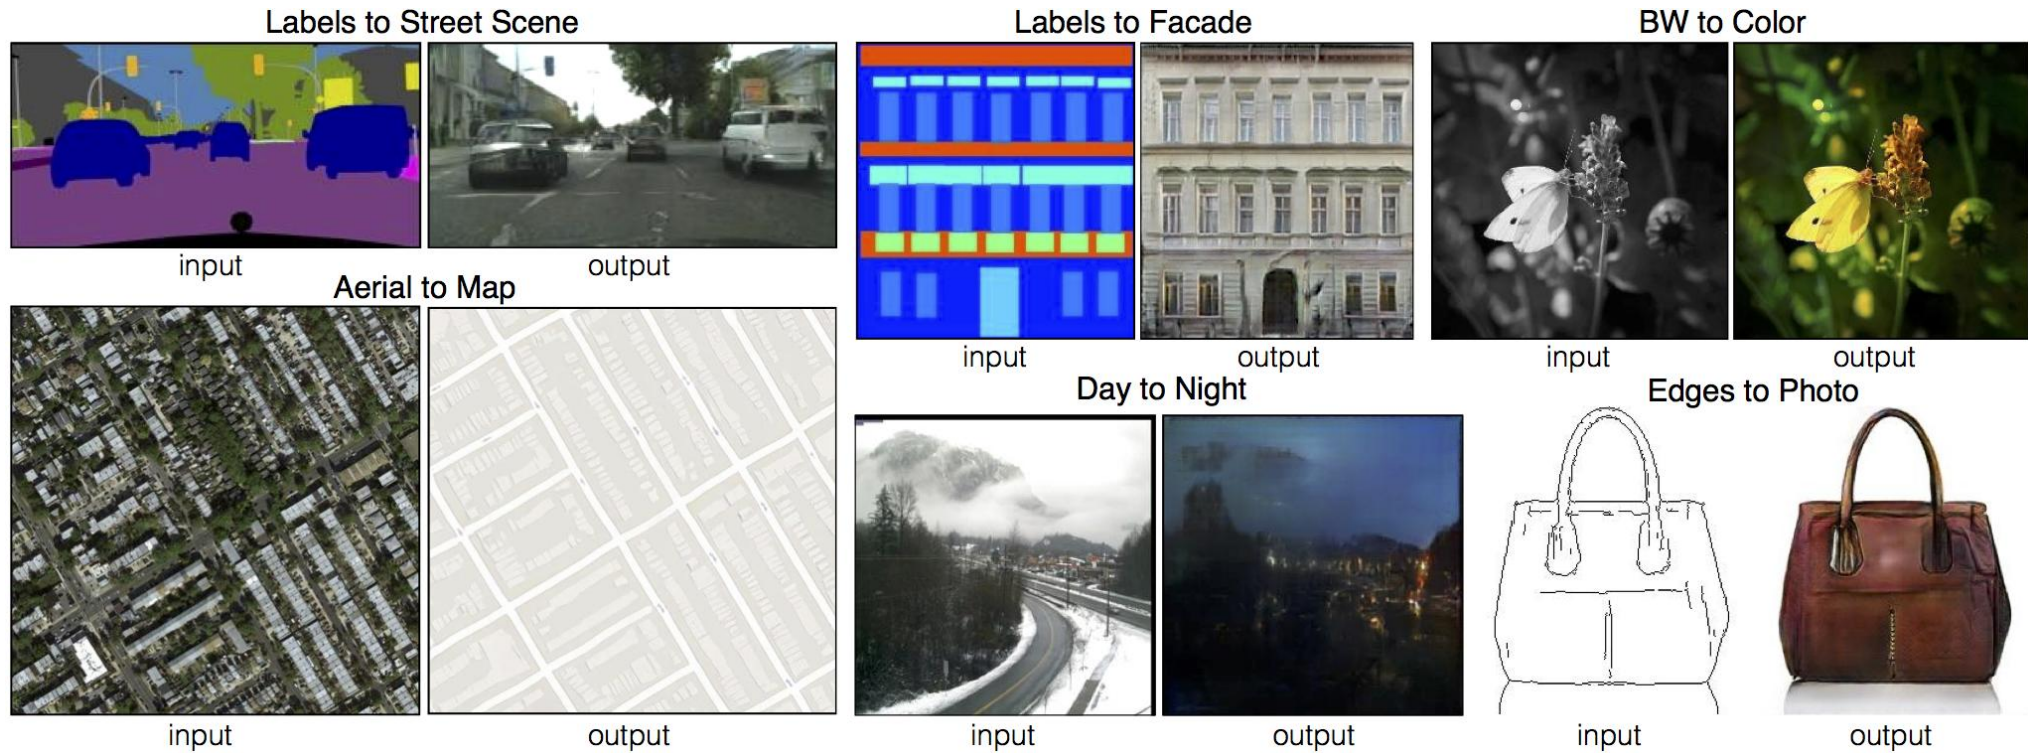 Labels to Street Scene
input
output
Aerial to Map
input
output
Labels to Facade
input
output
BW to Color
input
output
Day to Night
input
output
Edges to Photo
input
output